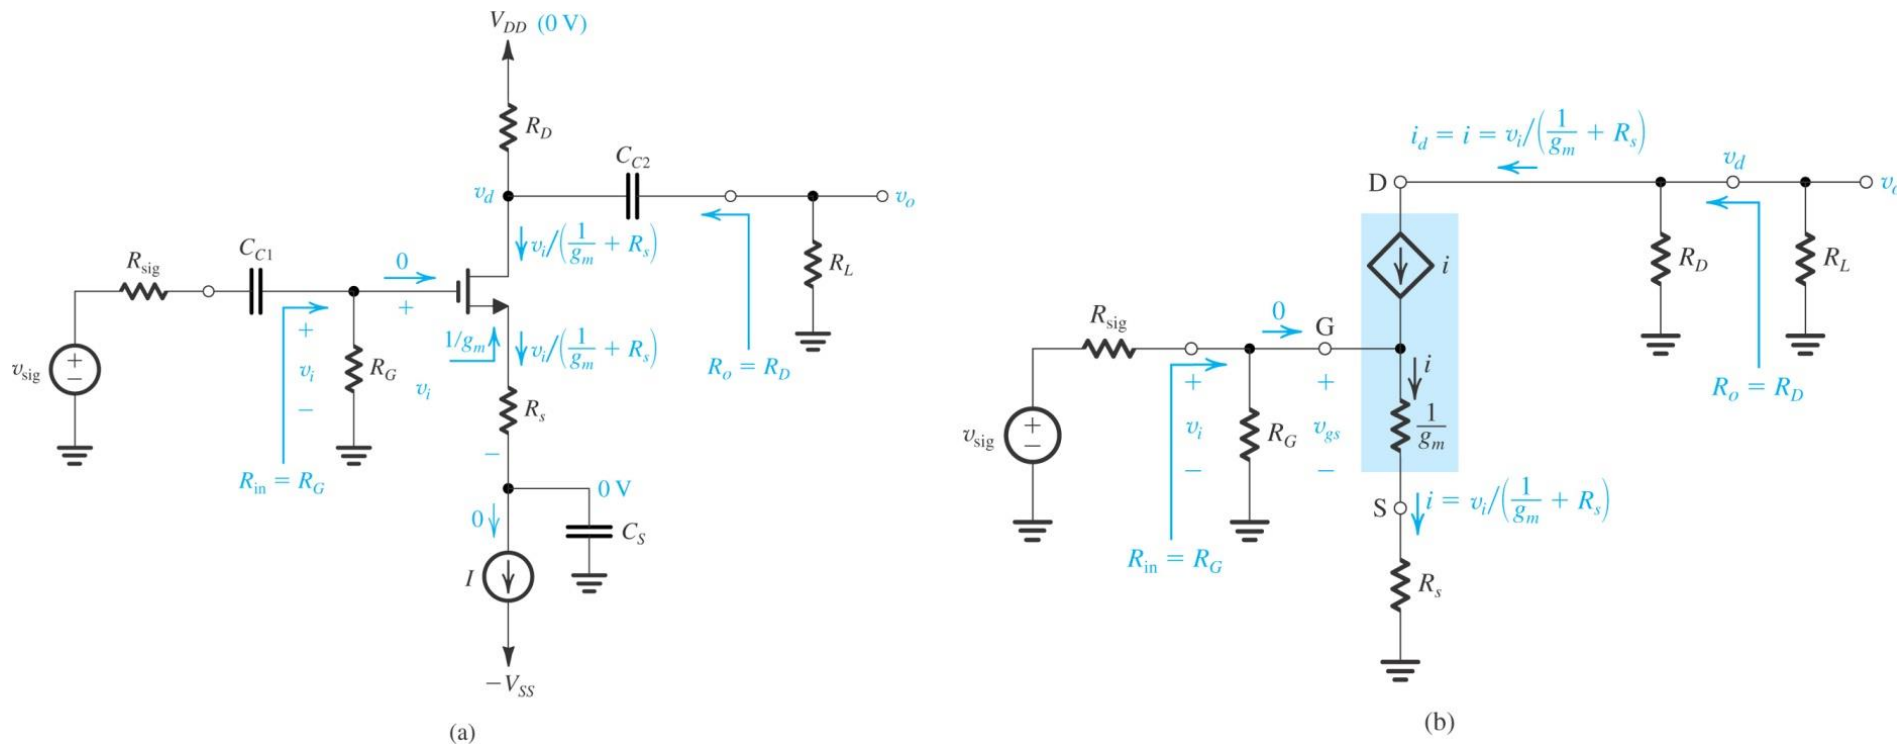 V_DD (0 V)
R_D
C_C2
v_d
v_o
v_i/(1/g_m + R_s)
R_L
C_C1
R_sig
0
+
+
1/g_m
v_i/(1/g_m + R_s)
R_o = R_D
v_sig
+
−
v_i
R_G
v_i
−
R_s
−
R_in = R_G
0 V
0
C_S
I
−V_SS
(a)
i_d = i = v_i/(1/g_m + R_s)
v_d
D
v_o
i
R_D
R_L
R_sig
0
G
i
R_o = R_D
+
+
v_sig
+
−
v_i
R_G
v_gs
1/g_m
−
−
S
i = v_i/(1/g_m + R_s)
R_in = R_G
R_s
(b)